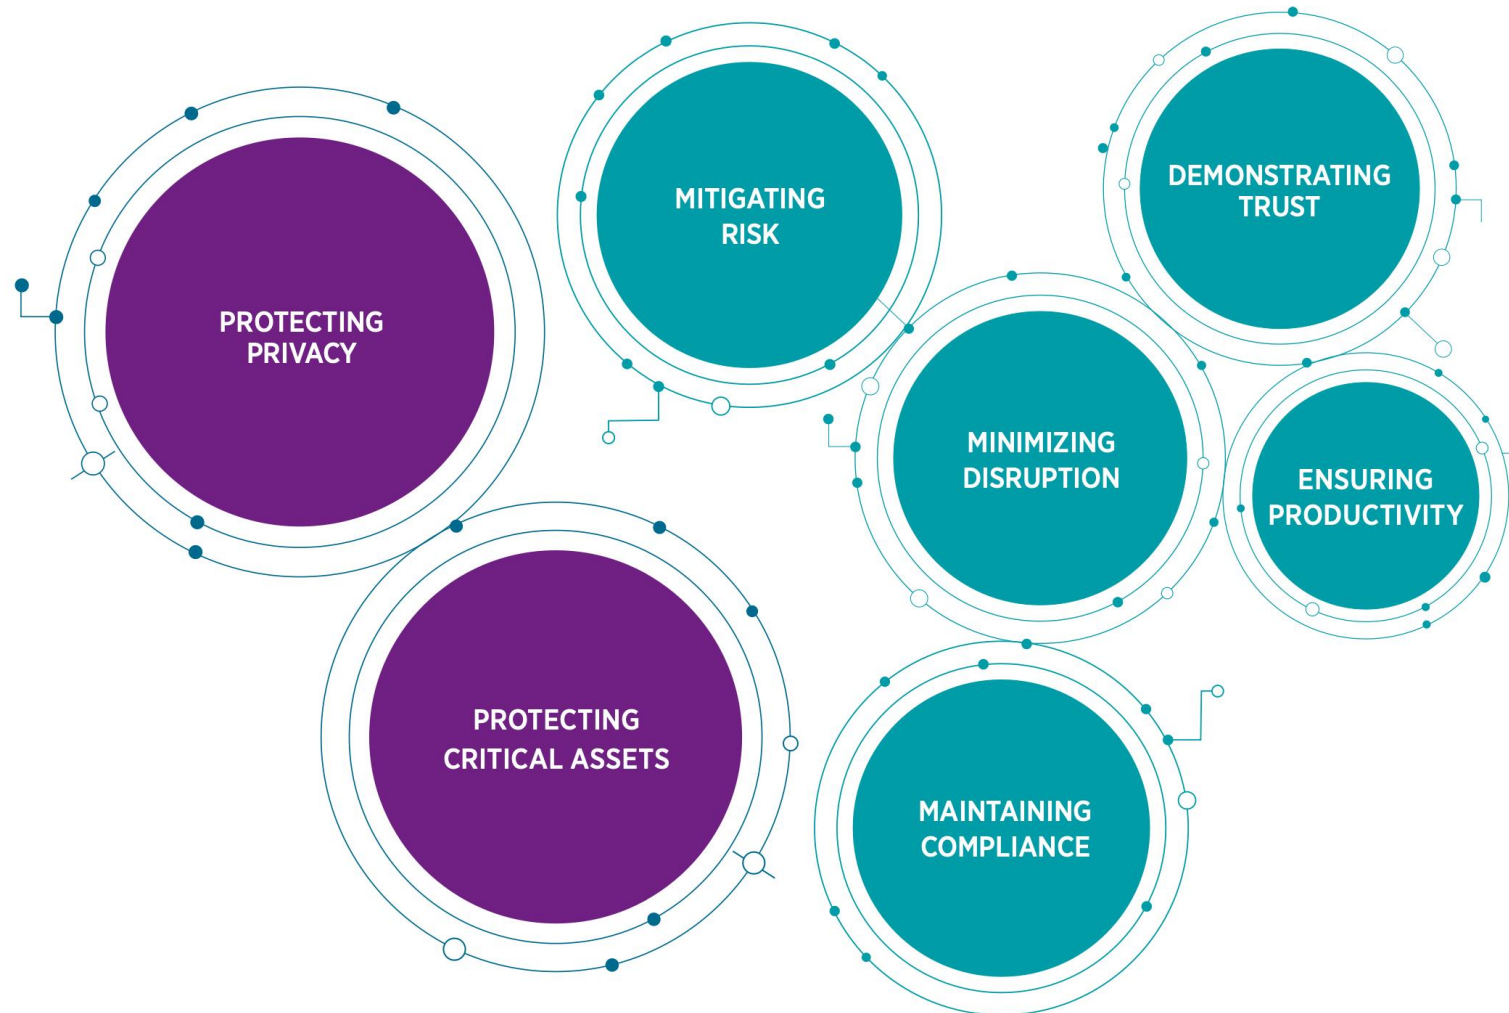 PROTECTING
PRIVACY
MITIGATING
RISK
DEMONSTRATING
TRUST
MINIMIZING
DISRUPTION
ENSURING
PRODUCTIVITY
PROTECTING
CRITICAL ASSETS
MAINTAINING
COMPLIANCE